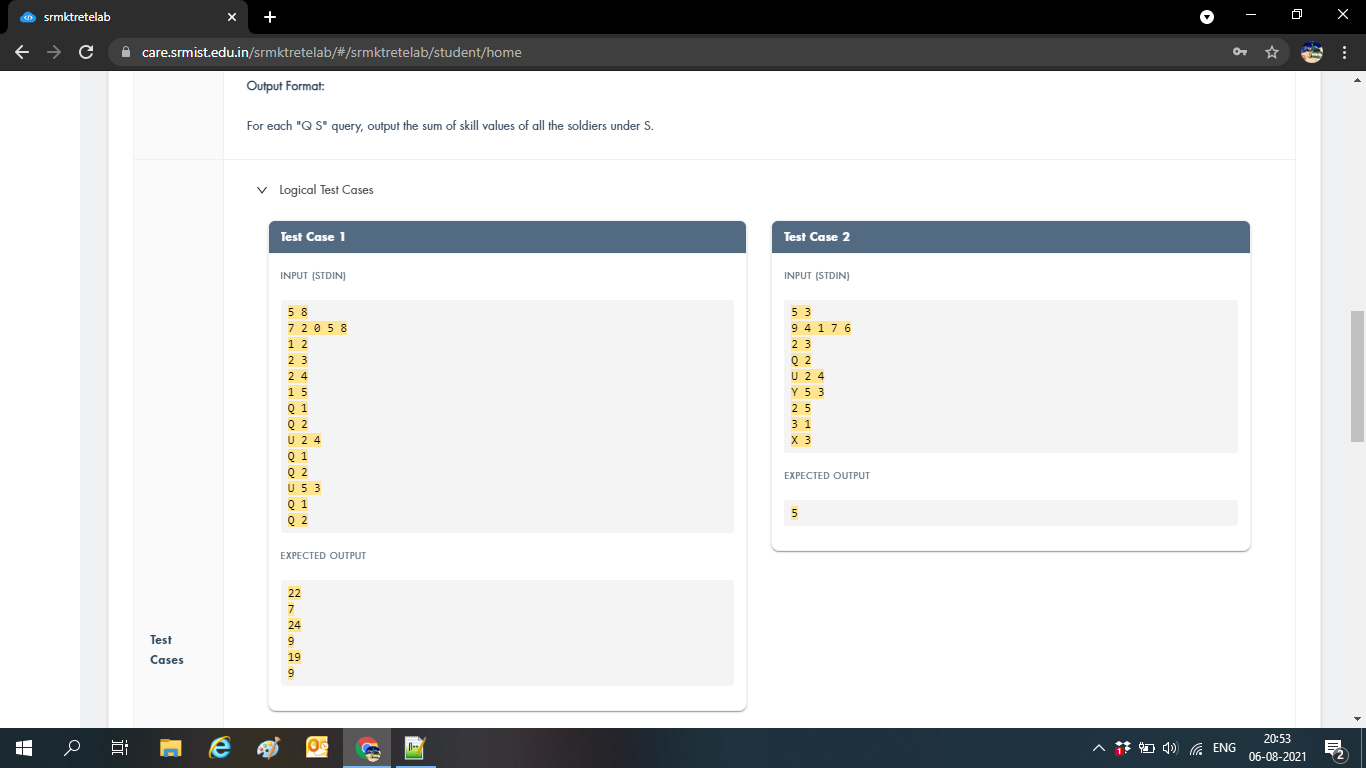 srmktretelab
care.srmist.edu.in/srmktretelab/#/srmktretelab/student/home
Output Format:
For each "Q S" query, output the sum of skill values of all the soldiers under S.
Logical Test Cases
Test Case 1
INPUT (STDIN)
5 8
7 2 0 5 8
1 2
2 3
2 4
1 5
Q 1
Q 2
U 2 4
Q 1
Q 2
U 5 3
Q 1
Q 2
EXPECTED OUTPUT
22
7
24
9
19
9
Test Case 2
INPUT (STDIN)
5 3
9 4 1 7 6
2 3
Q 2
U 2 4
Y 5 3
2 5
3 1
X 3
EXPECTED OUTPUT
5
Test
Cases
ENG
20:53
06-08-2021
2